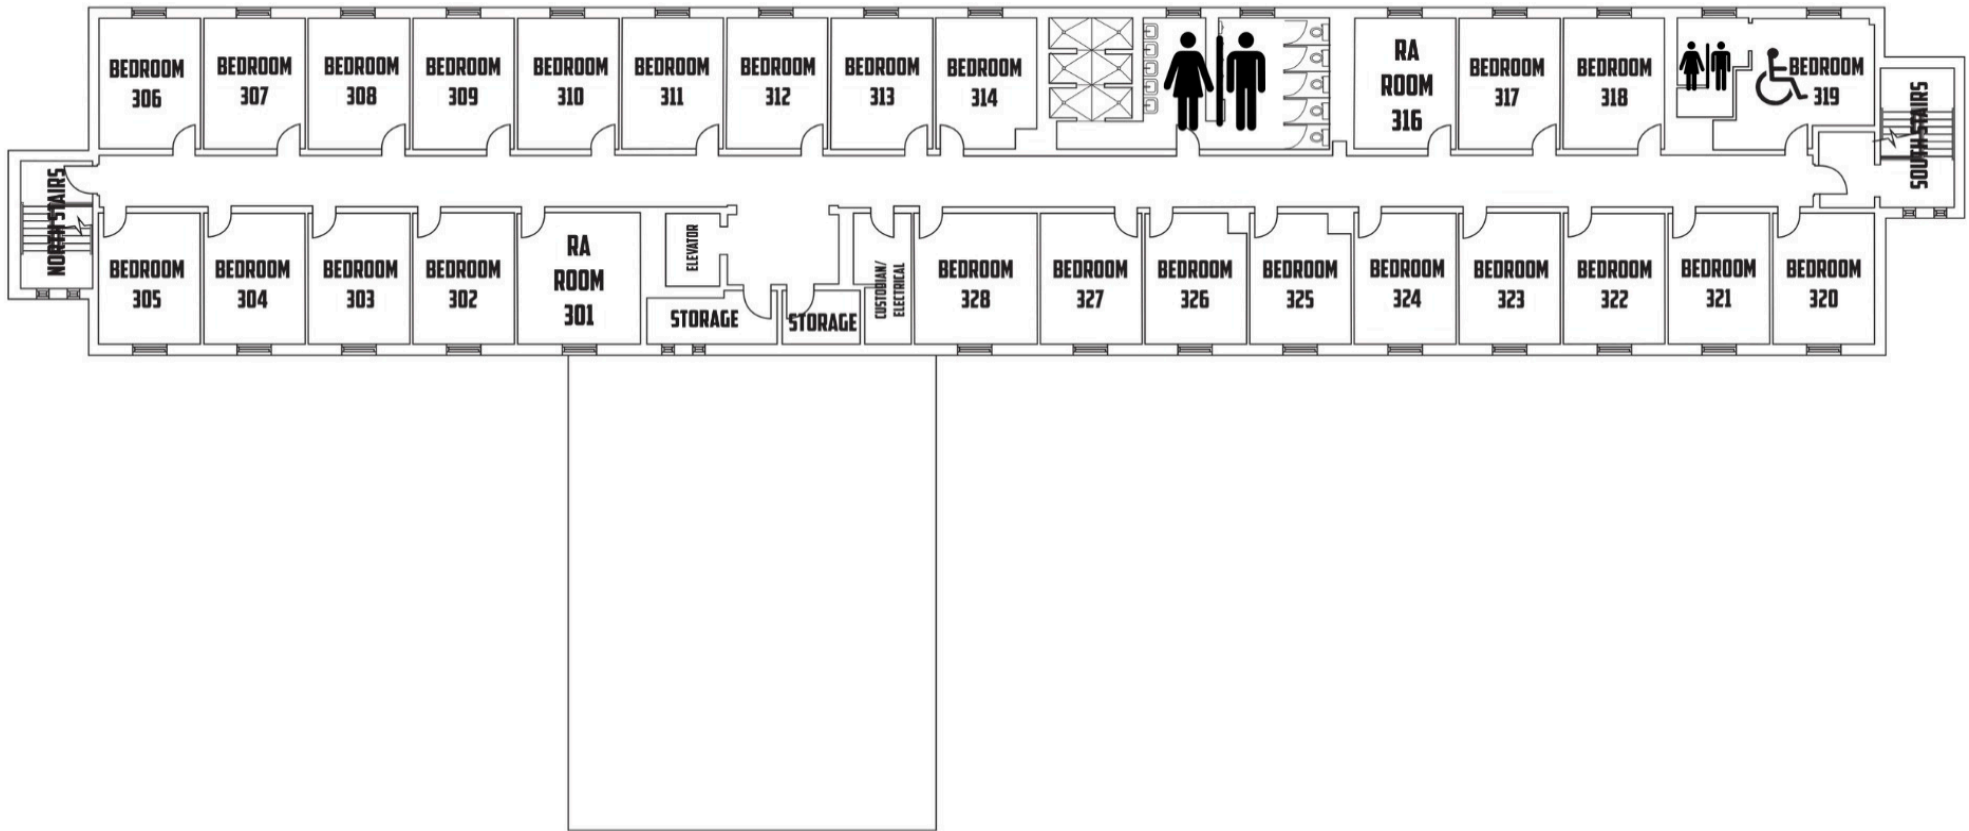 BEDROOM
306
BEDROOM
307
BEDROOM
308
BEDROOM
309
BEDROOM
310
BEDROOM
311
BEDROOM
312
BEDROOM
313
BEDROOM
314
RA
ROOM
316
BEDROOM
317
BEDROOM
318
BEDROOM
319
SOUTH STAIRS
NORTH STAIRS
BEDROOM
305
BEDROOM
304
BEDROOM
303
BEDROOM
302
RA
ROOM
301
ELEVATOR
STORAGE
STORAGE
CUSTODIAN/
ELECTRICAL
BEDROOM
328
BEDROOM
327
BEDROOM
326
BEDROOM
325
BEDROOM
324
BEDROOM
323
BEDROOM
322
BEDROOM
321
BEDROOM
320